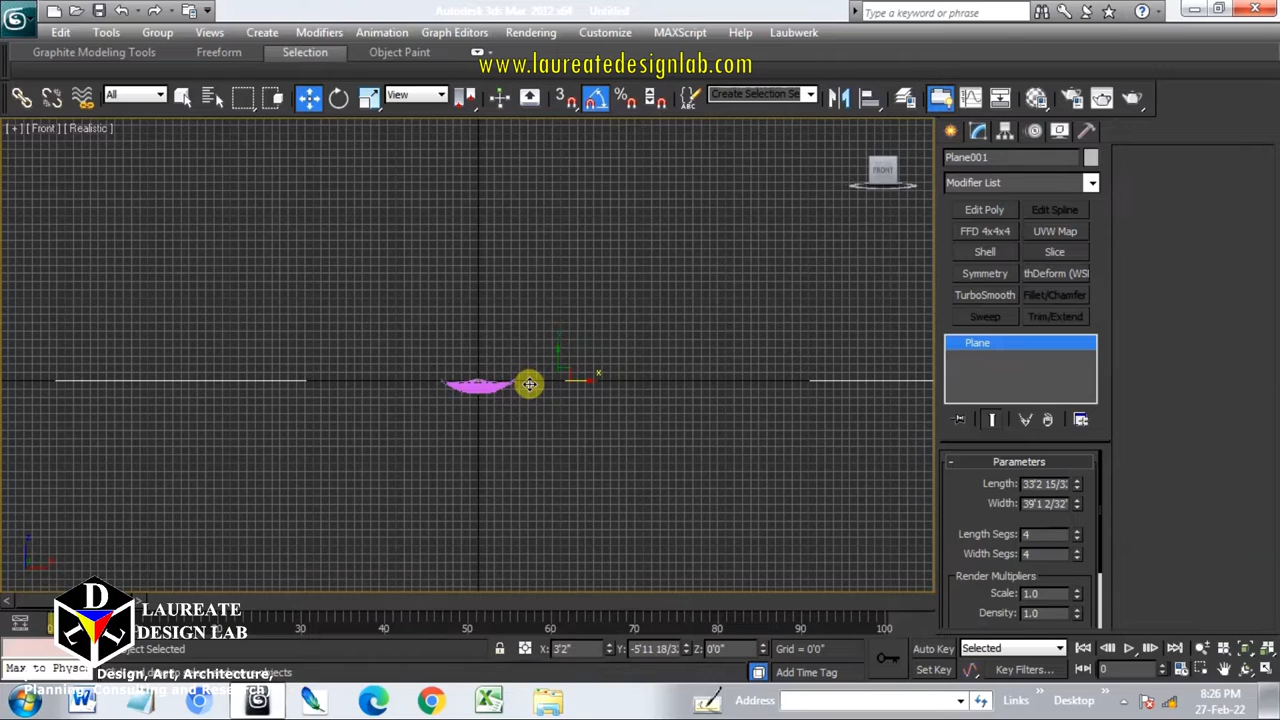 Autodesk 3ds Max 2012 x64 Untitled
Type a keyword or phrase
Edit Tools Group Views Create Modifiers Animation Graph Editors Rendering Customize MAXScript Help Laubwerk
Graphite Modeling Tools Freeform Selection Object Paint
www.laureatedesignlab.com
All View 3 Create Selection Se
[ + ] [ Front ] [ Realistic ]
FRONT
Plane001
Modifier List
Edit Poly Edit Spline
FFD 4x4x4 UVW Map
Shell Slice
Symmetry thDeform (WS
TurboSmooth Fillet/Chamfer
Sweep Trim/Extend
Plane
x
z
- Parameters
Length: 33'2 15/3
Width: 39'1 2/32"
Length Segs: 4
Width Segs: 4
Render Multipliers
Scale: 1.0
Density: 1.0
D
LAUREATE
DESIGN LAB
30 40 50 60 70 80 90 100
ject Selected X: 3'2" Y: -5'11 18/3 Z: 0'0" Grid = 0'0" Auto Key Selected
Max to Physc Add Time Tag Set Key Key Filters... 0
Design, Art, Architecture,
Planning, Consulting and Research
Address Links Desktop
8:26 PM
27-Feb-22